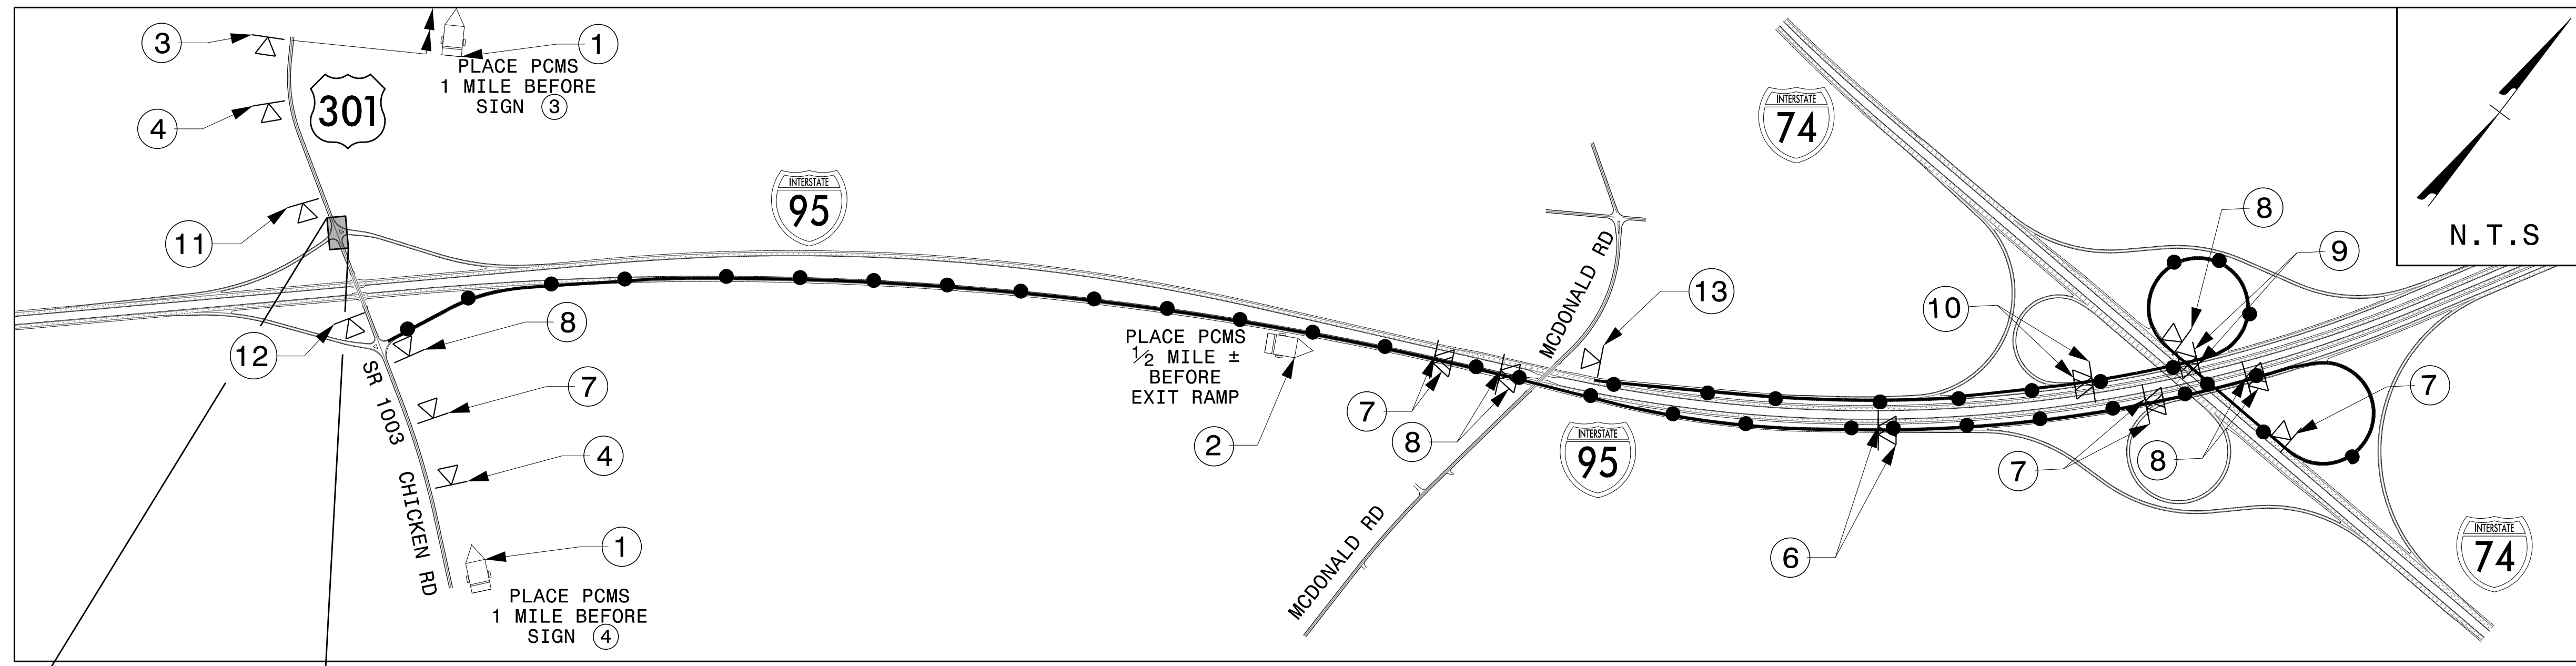 3
1
PLACE PCMS
1 MILE BEFORE
SIGN 3
4
301
11
12
8
7
4
1
SR 1003
CHICKEN RD
PLACE PCMS
1 MILE BEFORE
SIGN 4
INTERSTATE
95
PLACE PCMS
½ MILE ±
BEFORE
EXIT RAMP
2
7
8
MCDONALD RD
MCDONALD RD
13
INTERSTATE
95
INTERSTATE
74
6
10
8
9
7
8
7
INTERSTATE
74
N.T.S